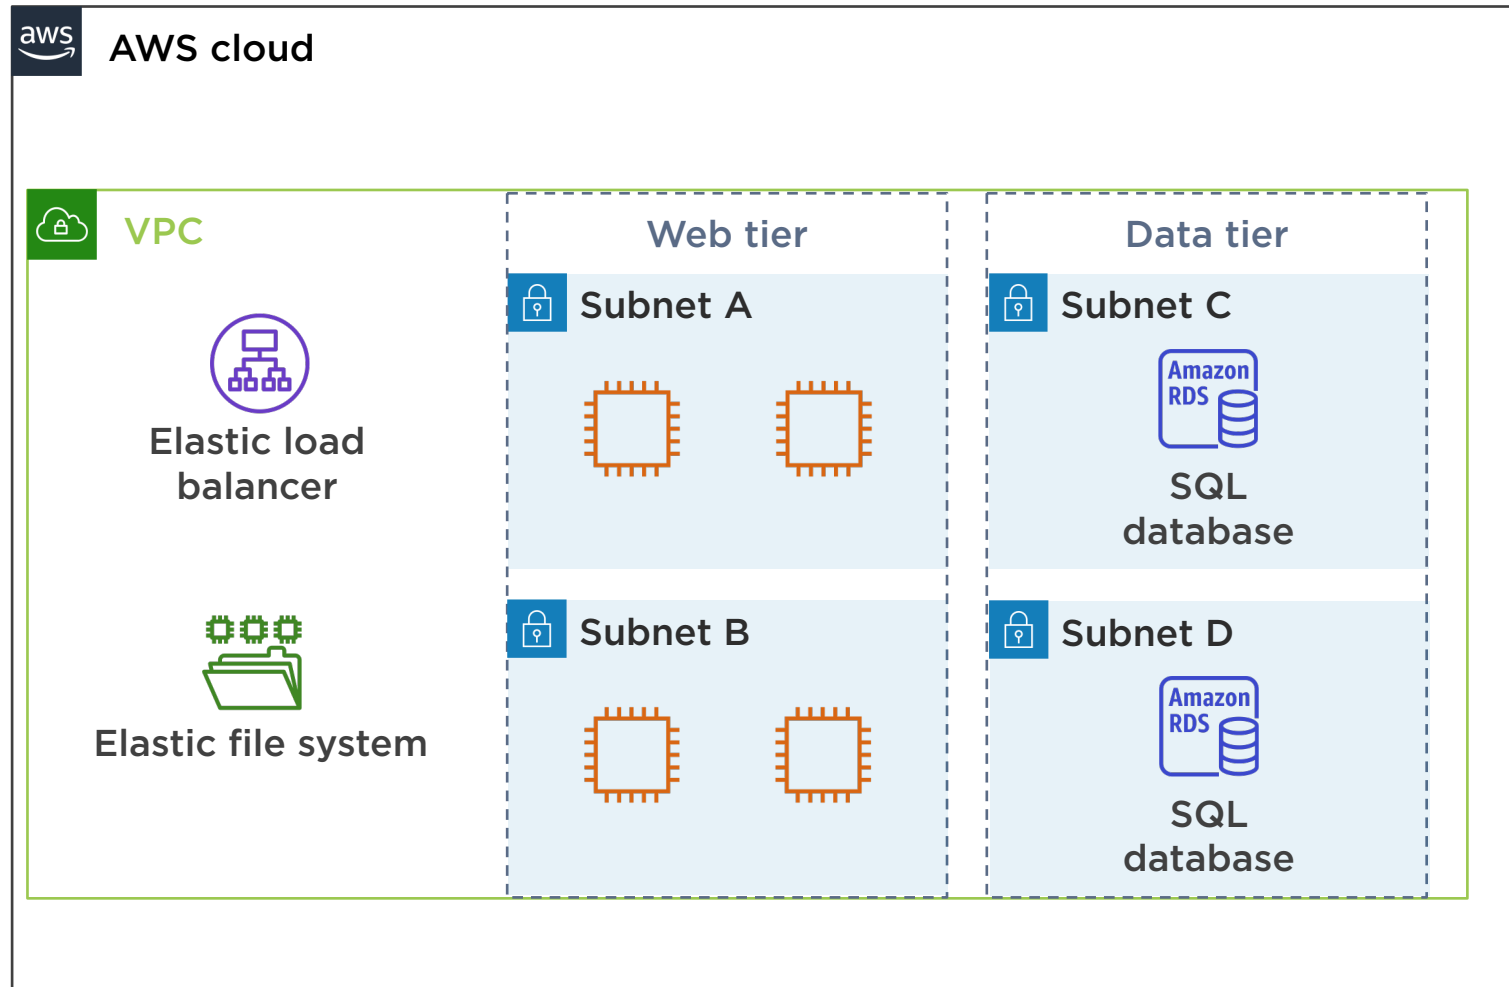 aws
AWS cloud
VPC
Web tier
Data tier
Subnet A
Subnet C
Elastic load
balancer
Amazon
RDS
SQL
database
Subnet B
Subnet D
Elastic file system
Amazon
RDS
SQL
database